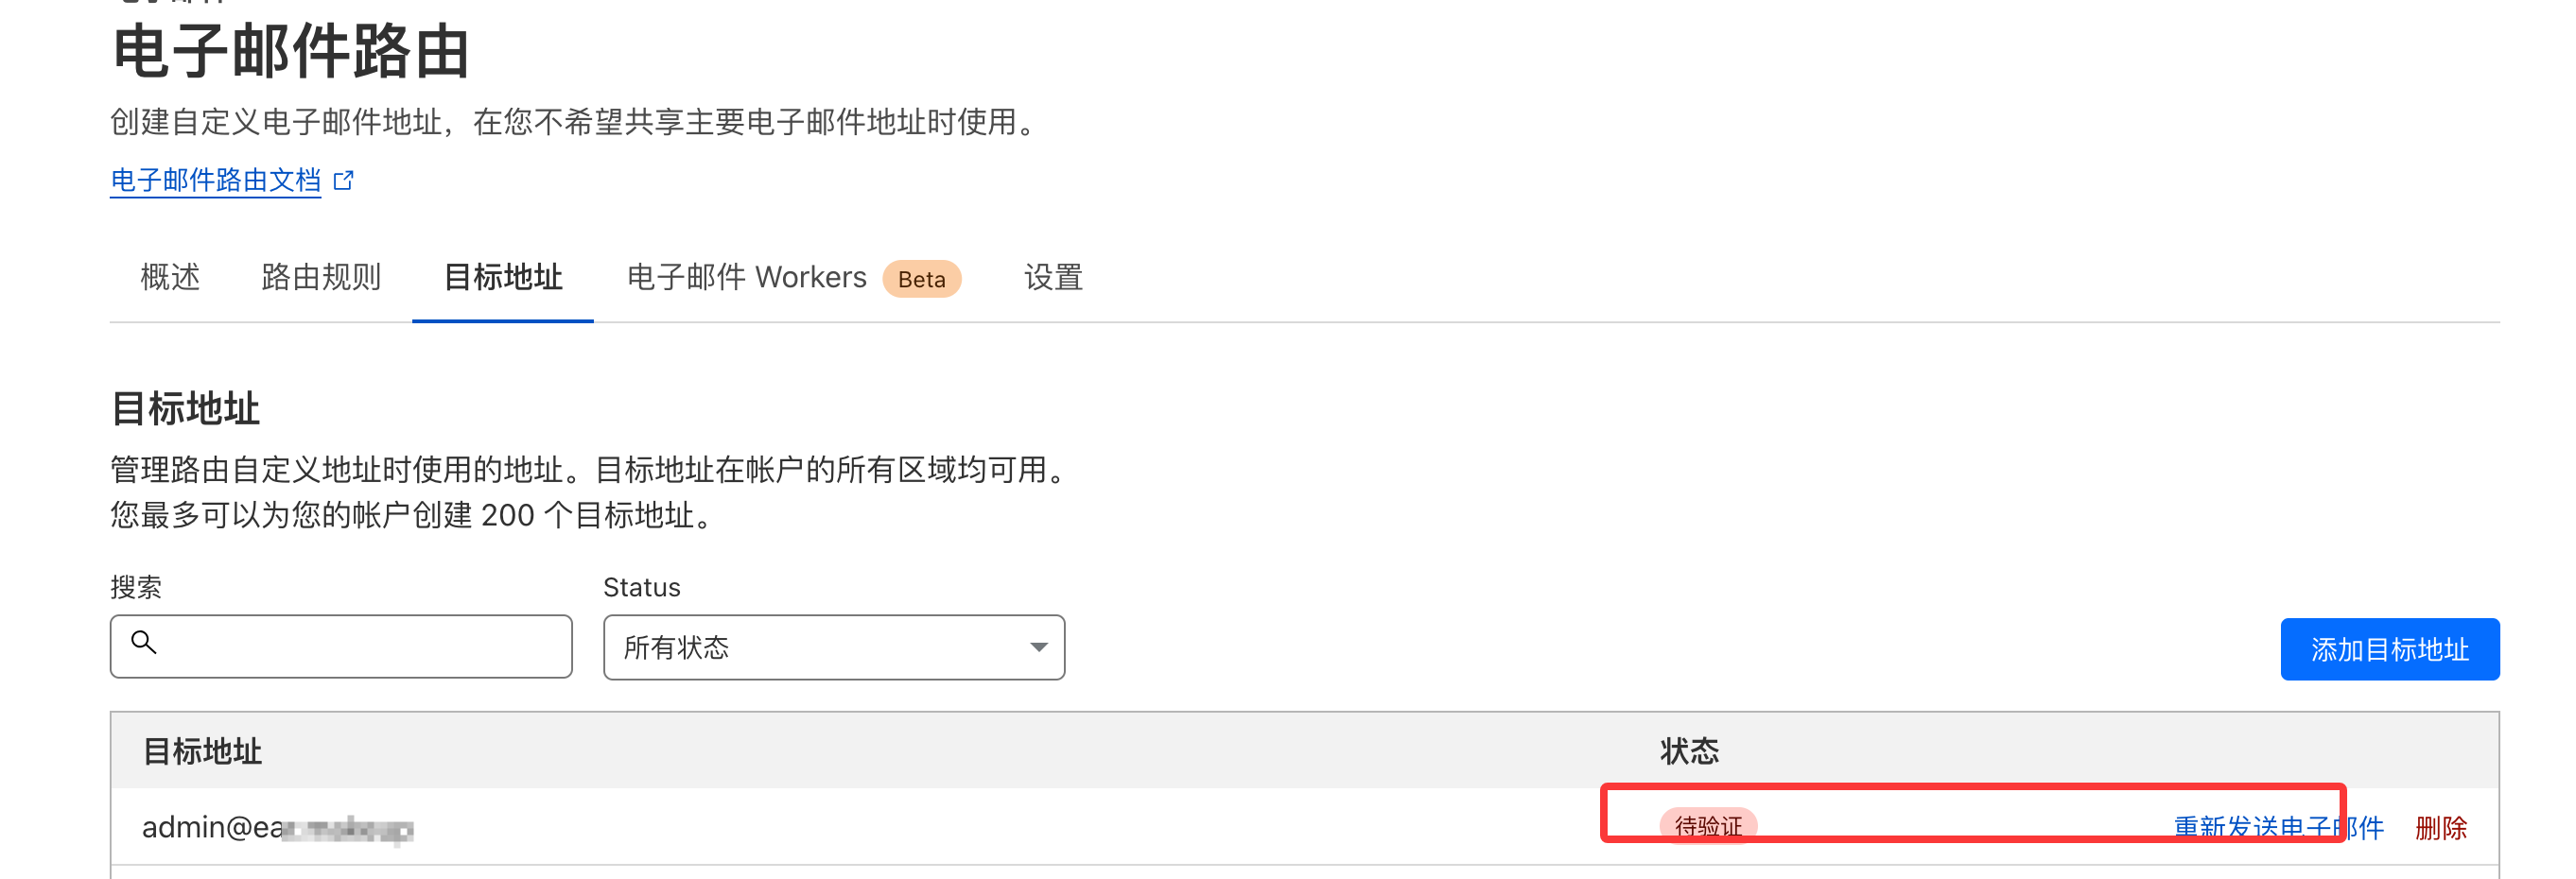 电子邮件路由
创建自定义电子邮件地址，在您不希望共享主要电子邮件地址时使用。
电子邮件路由文档
概述 路由规则 目标地址 电子邮件 Workers Beta 设置
目标地址
管理路由自定义地址时使用的地址。目标地址在帐户的所有区域均可用。
您最多可以为您的帐户创建 200 个目标地址。
搜索 Status
所有状态 添加目标地址
目标地址 状态
admin@ea 待验证 重新发送电子邮件 删除